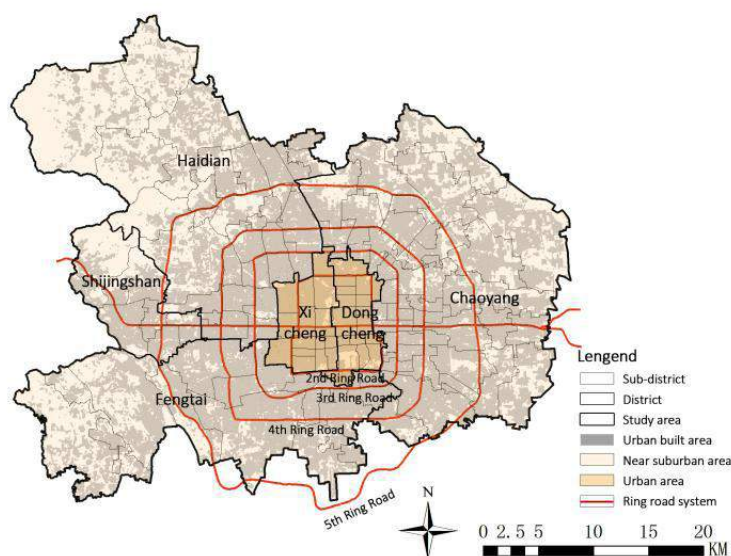 Haidian
Shijingshan
Xi
cheng
Dong
cheng
Chaoyang
Fengtai
2nd Ring Road
3rd Ring Road
4th Ring Road
5th Ring Road
Lengend
Sub-district
District
Study area
Urban built area
Near suburban area
Urban area
Ring road system
N
0 2.5 5 10 15 20
KM